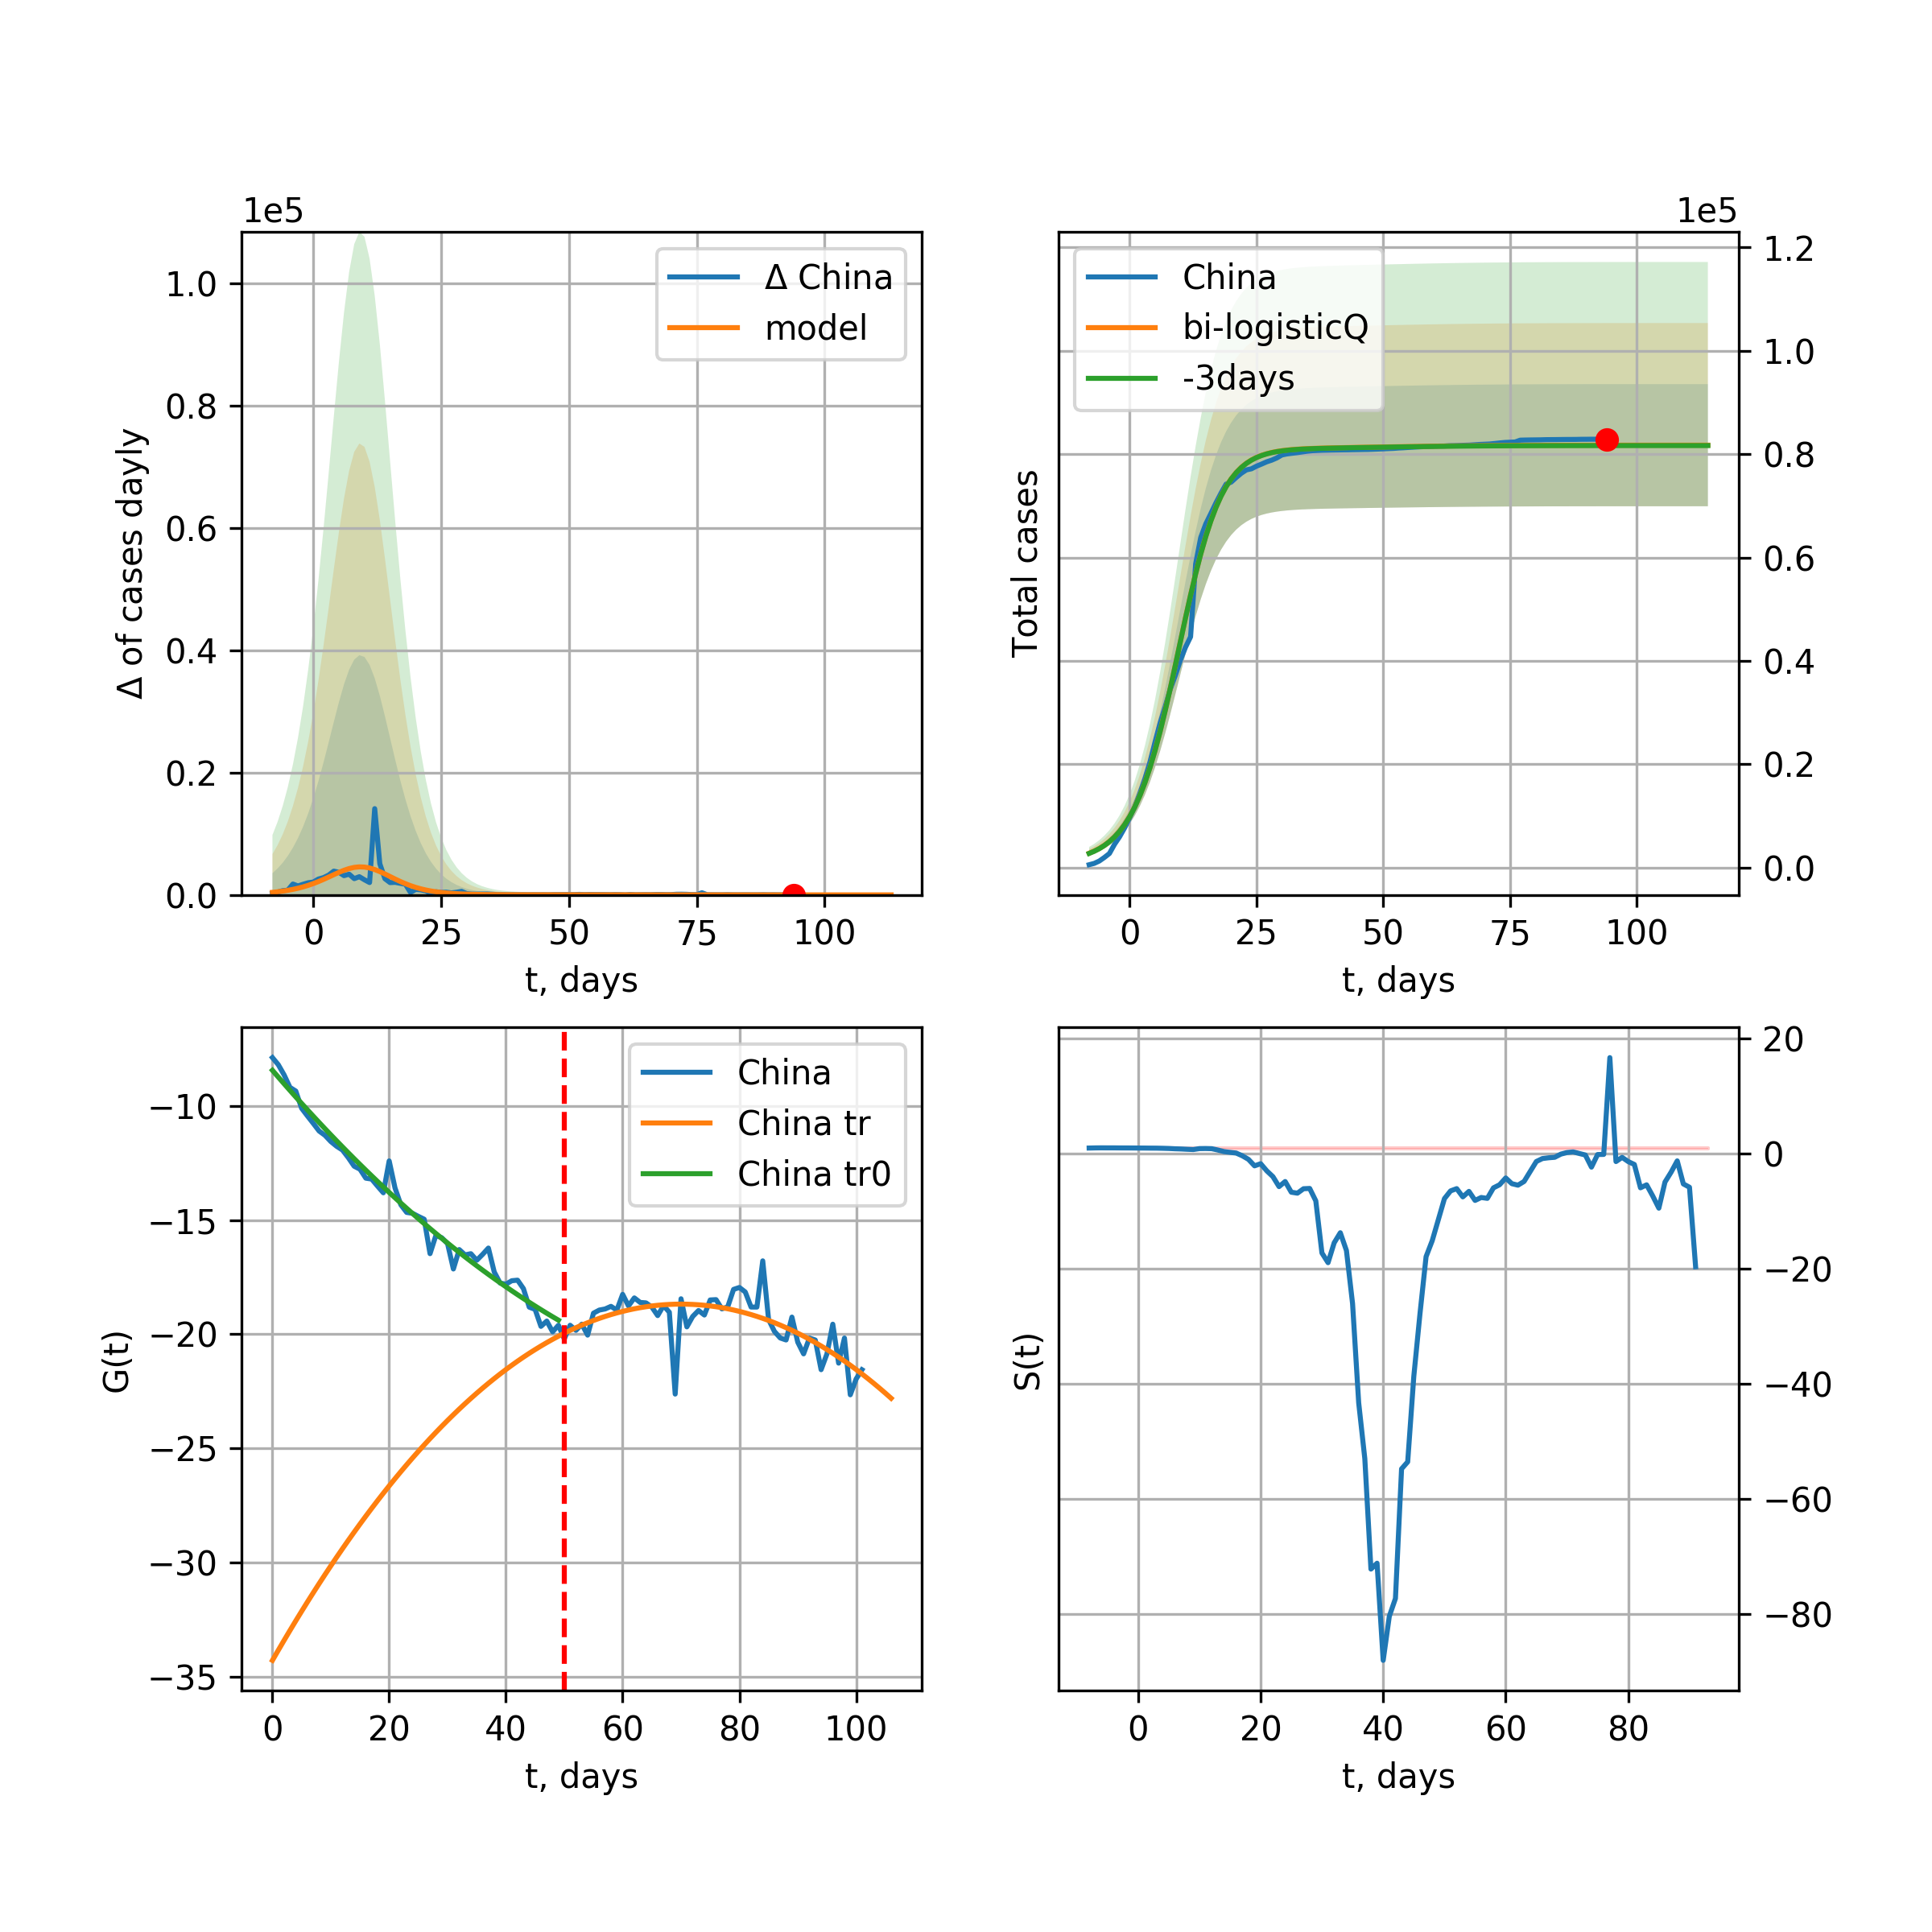 1e5
Δ China
model
1.0
0.8
0.6
0.4
0.2
0.0
Δ of cases dayly
0 25 50 75 100
t, days
1e5
China
bi-logisticQ
-3days
1.2
1.0
0.8
0.6
0.4
0.2
0.0
Total cases
0 25 50 75 100
t, days
China
China tr
China tr0
−10
−15
−20
−25
−30
−35
G(t)
0 20 40 60 80 100
t, days
20
0
−20
−40
−60
−80
S(t)
0 20 40 60 80
t, days